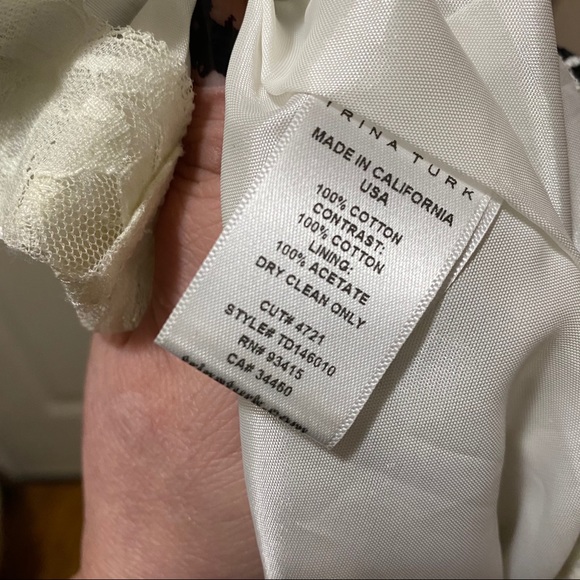 TRINA TURK
MADE IN CALIFORNIA
USA
100% COTTON
CONTRAST:
100% COTTON
LINING:
100% ACETATE
DRY CLEAN ONLY
CUT# 4721
STYLE# TD146010
RN# 93415
CA# 34460